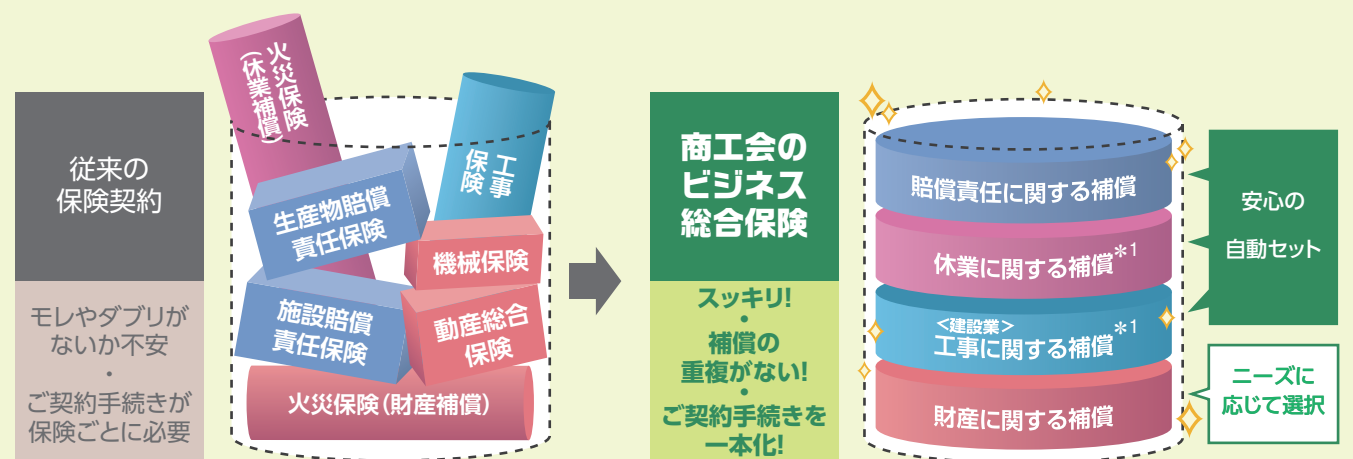 従来の
保険契約
モレやダブリが
ないか不安
・
ご契約手続きが
保険ごとに必要
火災保険
(休業補償)
工事
保険
生産物賠償
責任保険
機械保険
施設賠償
責任保険
動産総合
保険
火災保険(財産補償)
商工会の
ビジネス
総合保険
スッキリ!
・
補償の
重複がない!
・
ご契約手続きを
一本化!
賠償責任に関する補償
休業に関する補償*1
<建設業>
工事に関する補償*1
財産に関する補償
安心の
自動セット
ニーズに
応じて選択